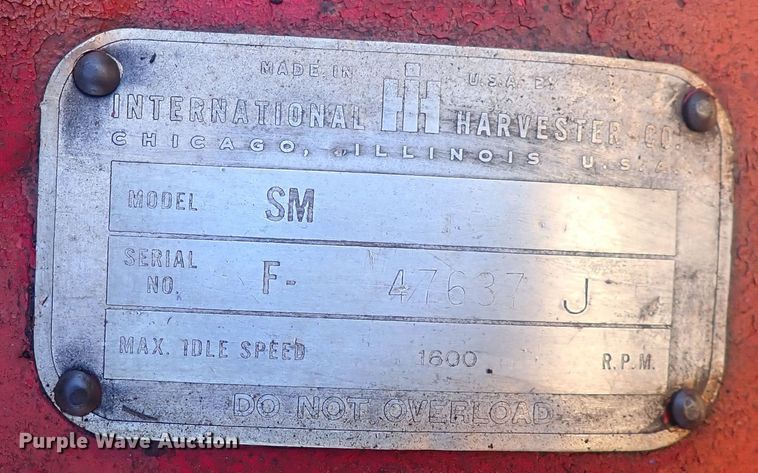 MADE IN U.S.A. BY
INTERNATIONAL IH HARVESTER CO.
CHICAGO, ILLINOIS U.S.A.
MODEL SM
SERIAL NO. F- 47637 J
MAX. IDLE SPEED 1600 R.P.M.
DO NOT OVERLOAD
Purple Wave Auction